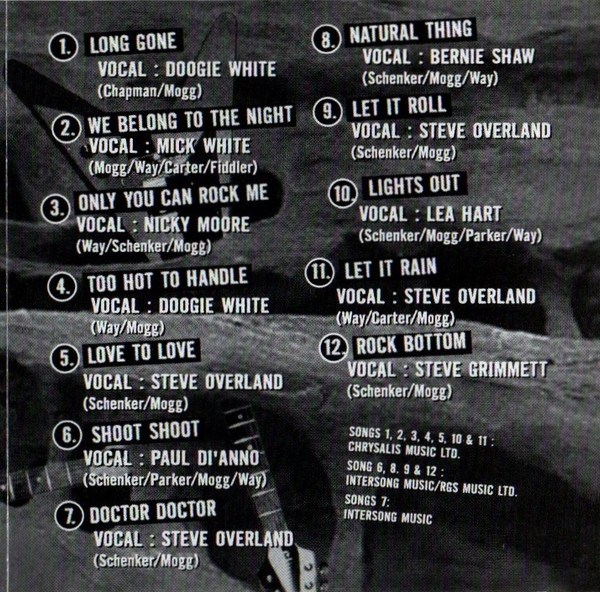 1. LONG GONE
VOCAL : DOOGIE WHITE
(Chapman/Mogg)
2. WE BELONG TO THE NIGHT
VOCAL : MICK WHITE
(Mogg/Way/Carter/Fiddler)
3. ONLY YOU CAN ROCK ME
VOCAL : NICKY MOORE
(Way/Schenker/Mogg)
4. TOO HOT TO HANDLE
VOCAL : DOOGIE WHITE
(Way/Mogg)
5. LOVE TO LOVE
VOCAL : STEVE OVERLAND
(Schenker/Mogg)
6. SHOOT SHOOT
VOCAL : PAUL DI'ANNO
(Schenker/Parker/Mogg/Way)
7. DOCTOR DOCTOR
VOCAL : STEVE OVERLAND
(Schenker/Mogg)
8. NATURAL THING
VOCAL : BERNIE SHAW
(Schenker/Mogg/Way)
9. LET IT ROLL
VOCAL : STEVE OVERLAND
(Schenker/Mogg)
10. LIGHTS OUT
VOCAL : LEA HART
(Schenker/Mogg/Parker/Way)
11. LET IT RAIN
VOCAL : STEVE OVERLAND
(Way/Carter/Mogg)
12. ROCK BOTTOM
VOCAL : STEVE GRIMMETT
(Schenker/Mogg)
SONGS 1, 2, 3, 4, 5, 10 & 11 :
CHRYSALIS MUSIC LTD.
SONG 6, 8. 9 & 12 :
INTERSONG MUSIC/RGS MUSIC LTD.
SONGS 7:
INTERSONG MUSIC